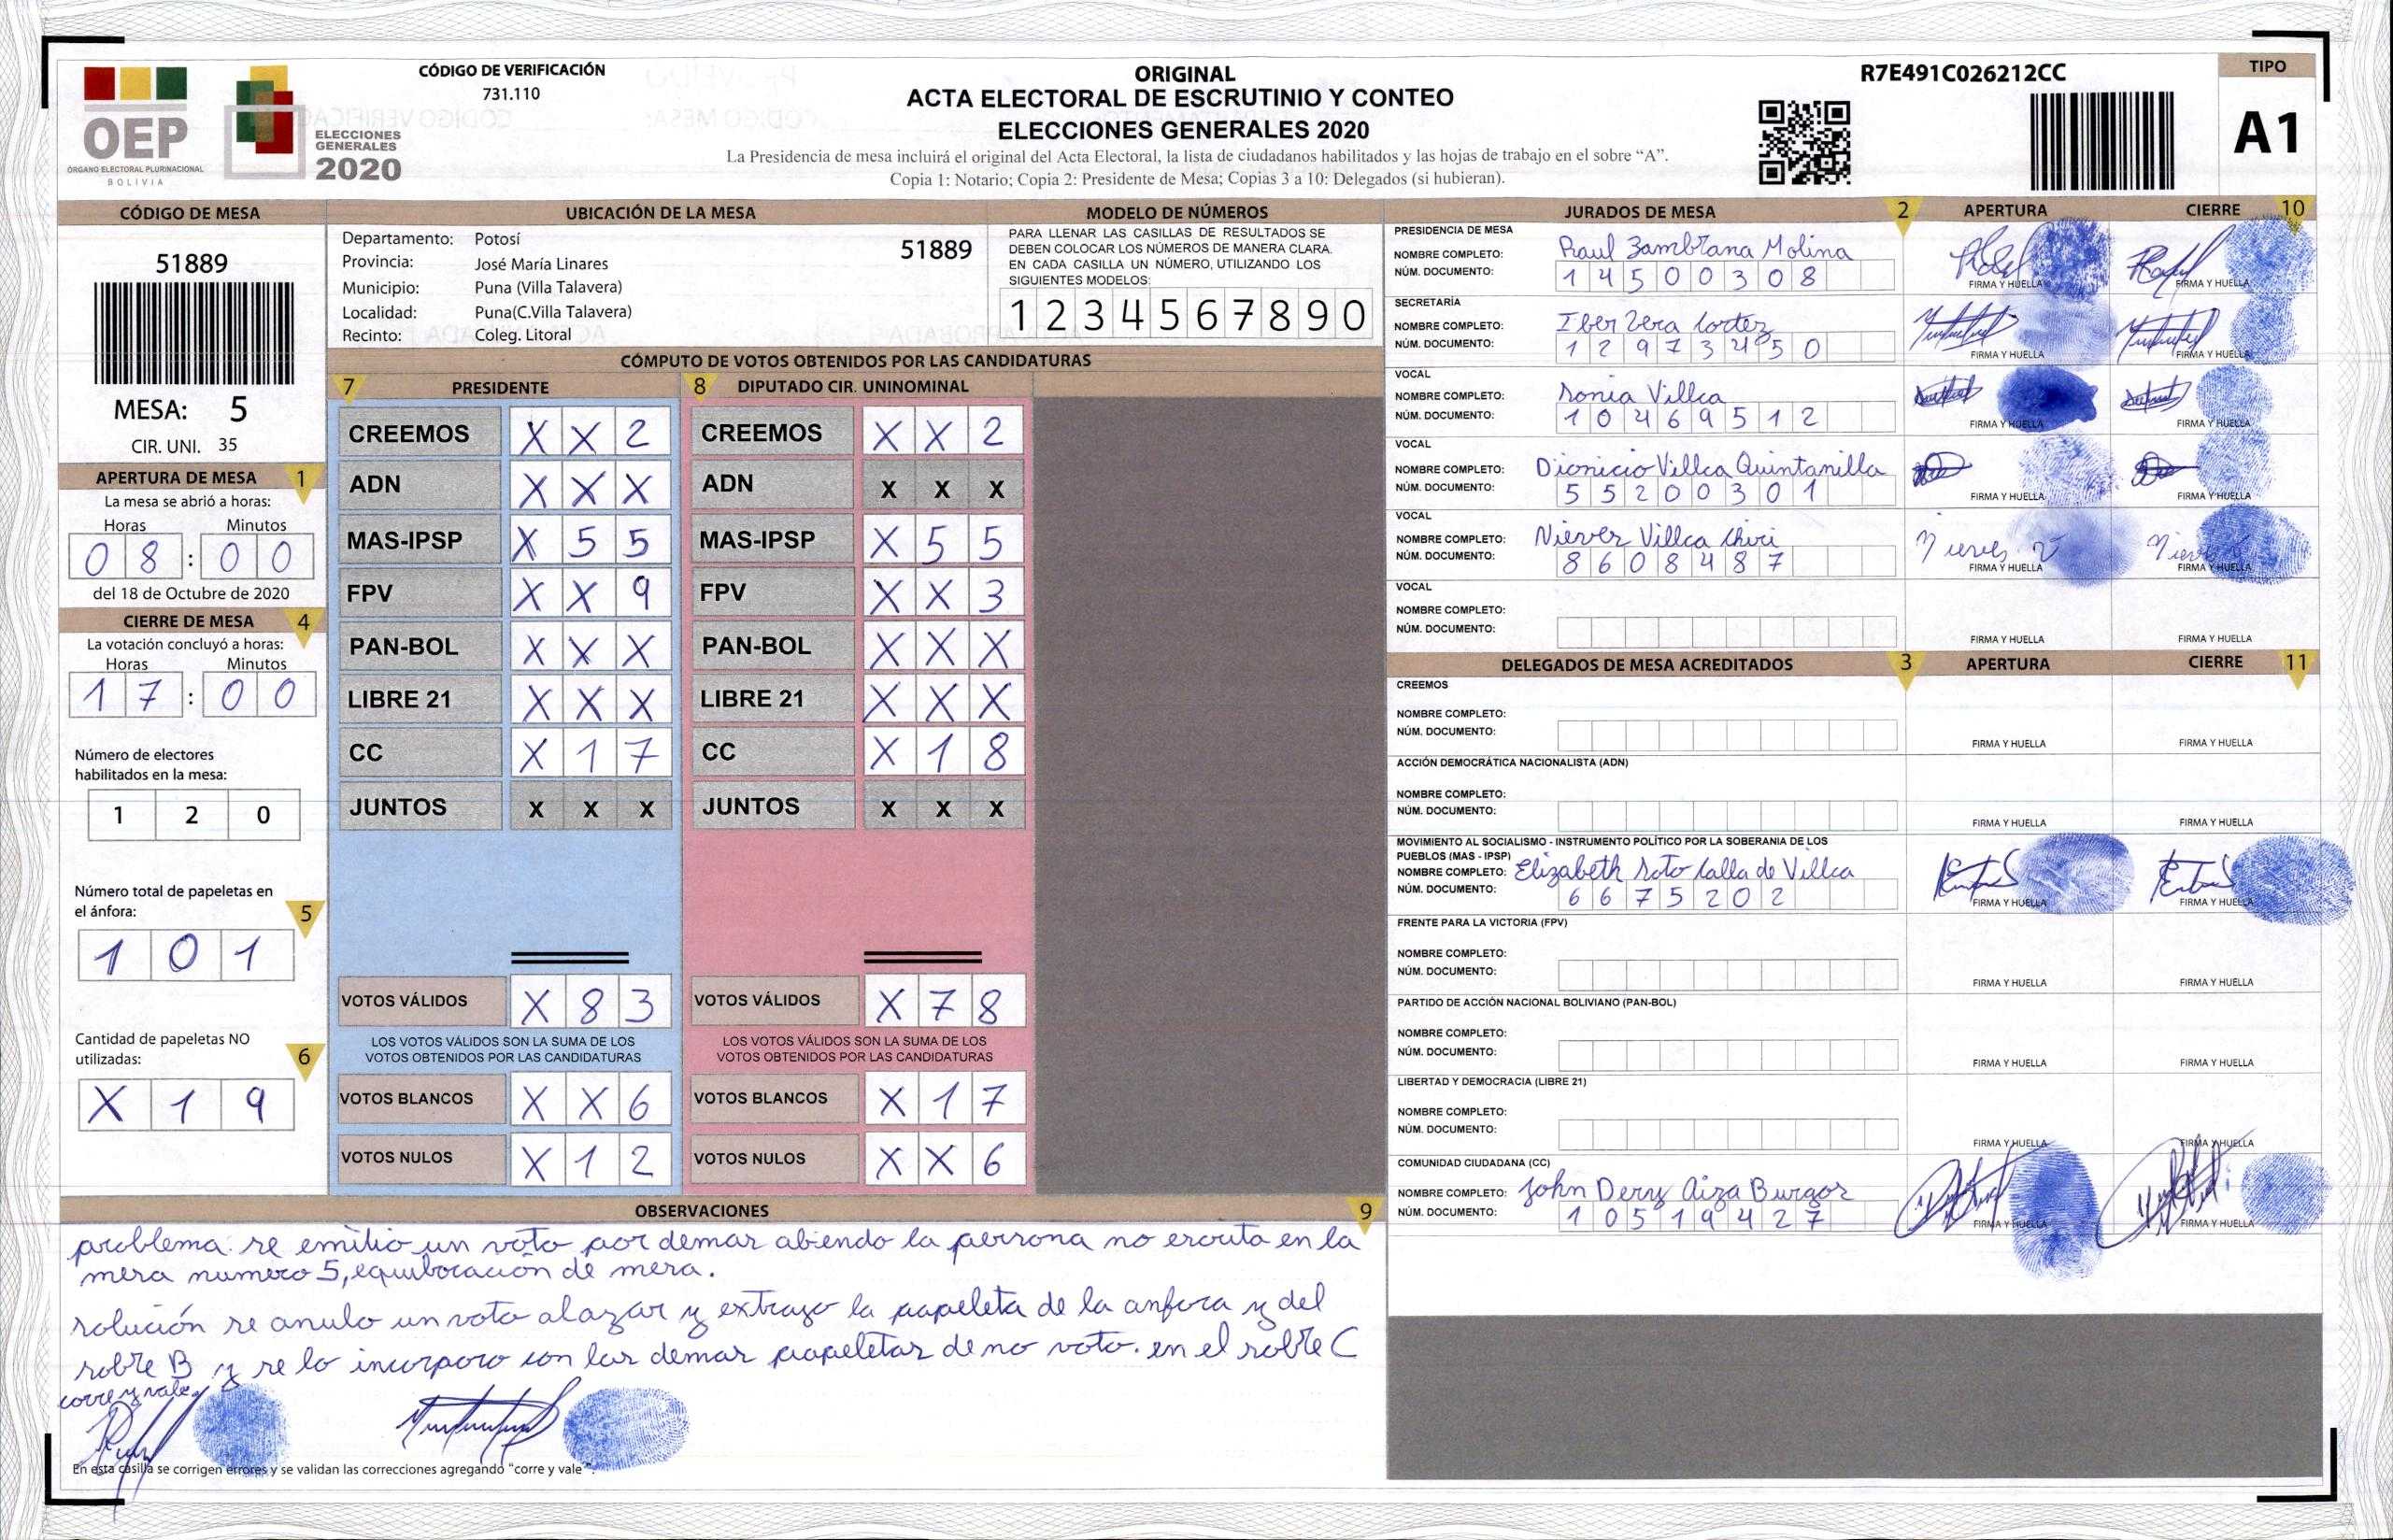 CÓDIGO DE VERIFICACIÓN
731.110
OEP
ÓRGANO ELECTORAL PLURINACIONAL
BOLIVIA
ELECCIONES
GENERALES
2020
ORIGINAL
ACTA ELECTORAL DE ESCRUTINIO Y CONTEO
ELECCIONES GENERALES 2020
La Presidencia de mesa incluirá el original del Acta Electoral, la lista de ciudadanos habilitados y las hojas de trabajo en el sobre “A”.
Copia 1: Notario; Copia 2: Presidente de Mesa; Copias 3 a 10: Delegados (si hubieran).
R7E491C026212CC
TIPO
A1
CÓDIGO DE MESA
51889
MESA: 5
CIR. UNI. 35
APERTURA DE MESA 1
La mesa se abrió a horas:
Horas Minutos
0 8 : 0 0
del 18 de Octubre de 2020
CIERRE DE MESA 4
La votación concluyó a horas:
Horas Minutos
1 7 : 0 0
Número de electores
habilitados en la mesa:
1 2 0
Número total de papeletas en
el ánfora: 5
1 0 1
Cantidad de papeletas NO
utilizadas: 6
X 1 9
UBICACIÓN DE LA MESA
Departamento: Potosí 51889
Provincia: José María Linares
Municipio: Puna (Villa Talavera)
Localidad: Puna(C.Villa Talavera)
Recinto: Coleg. Litoral
MODELO DE NÚMEROS
PARA LLENAR LAS CASILLAS DE RESULTADOS SE
DEBEN COLOCAR LOS NÚMEROS DE MANERA CLARA.
EN CADA CASILLA UN NÚMERO, UTILIZANDO LOS
SIGUIENTES MODELOS:
1 2 3 4 5 6 7 8 9 0
CÓMPUTO DE VOTOS OBTENIDOS POR LAS CANDIDATURAS
7 PRESIDENTE 8 DIPUTADO CIR. UNINOMINAL
CREEMOS X X 2 CREEMOS X X 2
ADN X X X ADN X X X
MAS-IPSP X 5 5 MAS-IPSP X 5 5
FPV X X 9 FPV X X 3
PAN-BOL X X X PAN-BOL X X X
LIBRE 21 X X X LIBRE 21 X X X
CC X 1 7 CC X 1 8
JUNTOS X X X JUNTOS X X X
VOTOS VÁLIDOS X 8 3 VOTOS VÁLIDOS X 7 8
LOS VOTOS VÁLIDOS SON LA SUMA DE LOS LOS VOTOS VÁLIDOS SON LA SUMA DE LOS
VOTOS OBTENIDOS POR LAS CANDIDATURAS VOTOS OBTENIDOS POR LAS CANDIDATURAS
VOTOS BLANCOS X X 6 VOTOS BLANCOS X 1 7
VOTOS NULOS X 1 2 VOTOS NULOS X X 6
JURADOS DE MESA 2 APERTURA CIERRE 10
PRESIDENCIA DE MESA
NOMBRE COMPLETO: Raul Zambrana Molina
NÚM. DOCUMENTO: 1 4 5 0 0 3 0 8
FIRMA Y HUELLA FIRMA Y HUELLA
SECRETARÍA
NOMBRE COMPLETO: Iber Vera Cortez
NÚM. DOCUMENTO: 1 2 9 7 3 4 5 0
FIRMA Y HUELLA FIRMA Y HUELLA
VOCAL
NOMBRE COMPLETO: Sonia Villca
NÚM. DOCUMENTO: 1 0 4 6 9 5 1 2
FIRMA Y HUELLA FIRMA Y HUELLA
VOCAL
NOMBRE COMPLETO: Dionicio Villca Quintanilla
NÚM. DOCUMENTO: 5 5 2 0 0 3 0 1
FIRMA Y HUELLA FIRMA Y HUELLA
VOCAL
NOMBRE COMPLETO: Nieves Villca Chiri
NÚM. DOCUMENTO: 8 6 0 8 4 8 7
FIRMA Y HUELLA FIRMA Y HUELLA
VOCAL
NOMBRE COMPLETO:
NÚM. DOCUMENTO:
FIRMA Y HUELLA FIRMA Y HUELLA
DELEGADOS DE MESA ACREDITADOS 3 APERTURA CIERRE 11
CREEMOS
NOMBRE COMPLETO:
NÚM. DOCUMENTO:
FIRMA Y HUELLA FIRMA Y HUELLA
ACCIÓN DEMOCRÁTICA NACIONALISTA (ADN)
NOMBRE COMPLETO:
NÚM. DOCUMENTO:
FIRMA Y HUELLA FIRMA Y HUELLA
MOVIMIENTO AL SOCIALISMO - INSTRUMENTO POLÍTICO POR LA SOBERANIA DE LOS
PUEBLOS (MAS - IPSP)
NOMBRE COMPLETO: Elizabeth Soto Calla de Villca
NÚM. DOCUMENTO: 6 6 7 5 2 0 2
FIRMA Y HUELLA FIRMA Y HUELLA
FRENTE PARA LA VICTORIA (FPV)
NOMBRE COMPLETO:
NÚM. DOCUMENTO:
FIRMA Y HUELLA FIRMA Y HUELLA
PARTIDO DE ACCIÓN NACIONAL BOLIVIANO (PAN-BOL)
NOMBRE COMPLETO:
NÚM. DOCUMENTO:
FIRMA Y HUELLA FIRMA Y HUELLA
LIBERTAD Y DEMOCRACIA (LIBRE 21)
NOMBRE COMPLETO:
NÚM. DOCUMENTO:
FIRMA Y HUELLA FIRMA Y HUELLA
COMUNIDAD CIUDADANA (CC)
NOMBRE COMPLETO: John Dery Aiza Burgos
NÚM. DOCUMENTO: 1 0 5 1 9 4 2 7
FIRMA Y HUELLA FIRMA Y HUELLA
OBSERVACIONES 9
problema: se emitio un voto por demas abiendo la persona no escrita en la
mesa numero 5, equibocación de mesa.
solución se anulo un voto alazar y extrayo la papeleta de la anfora y del
sobre B y se lo incorporo con las demas papeletas de no voto. en el sobre C
corre y vale
En esta casilla se corrigen errores y se validan las correcciones agregando “corre y vale”.